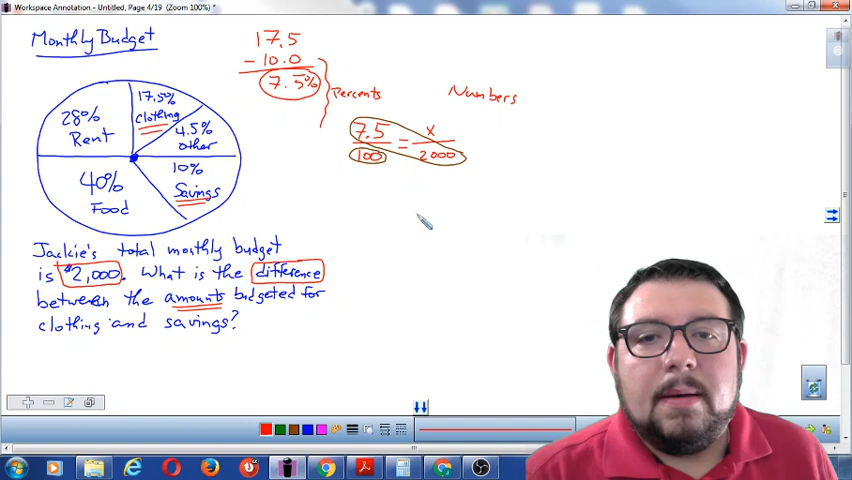 Workspace Annotation - Untitled, Page 4/19 (Zoom 100%) *
Monthly Budget
17.5
- 10.0
7.5%
Percents
Numbers
28%
Rent
17.5%
clothing
4.5%
other
40%
Food
10%
Savings
7.5
100
=
x
2000
Jackie's total monthly budget
is $2,000. What is the difference
between the amounts budgeted for
clothing and savings?